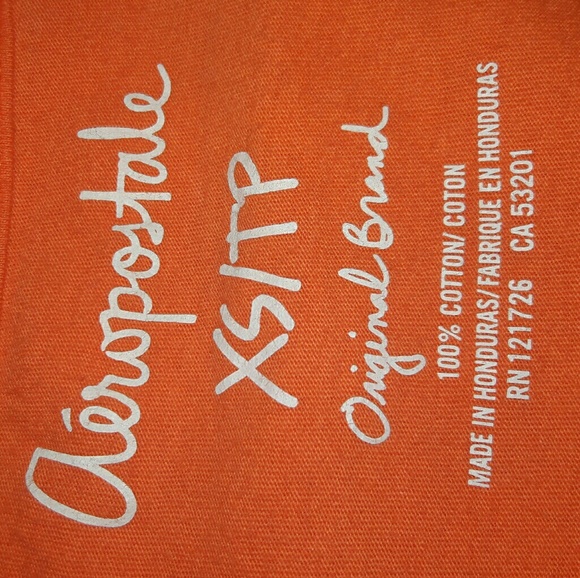 aéropostale
XS/TP
Original Brand
100% COTTON/ COTON
MADE IN HONDURAS/FABRIQUE EN HONDURAS
RN 121726 CA 53201